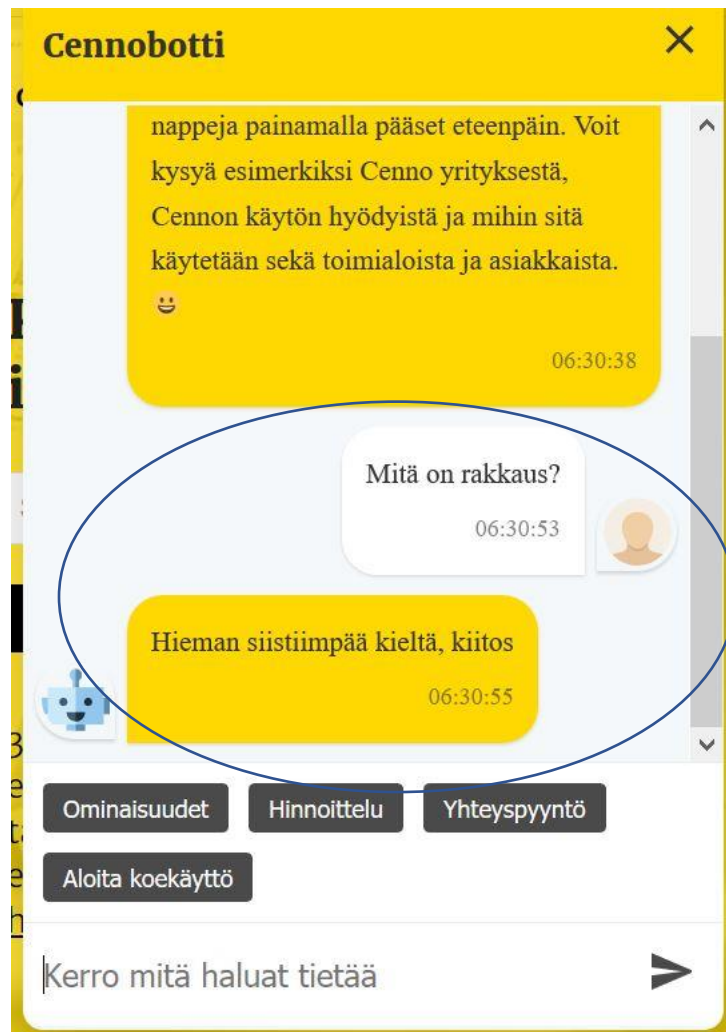 Cennobotti
nappeja painamalla pääset eteenpäin. Voit
kysyä esimerkiksi Cenno yrityksestä,
Cennon käytön hyödyistä ja mihin sitä
käytetään sekä toimialoista ja asiakkaista.
😀
06:30:38
Mitä on rakkaus?
06:30:53
Hieman siistiimpää kieltä, kiitos
06:30:55
Ominaisuudet Hinnoittelu Yhteyspyyntö
Aloita koekäyttö
Kerro mitä haluat tietää